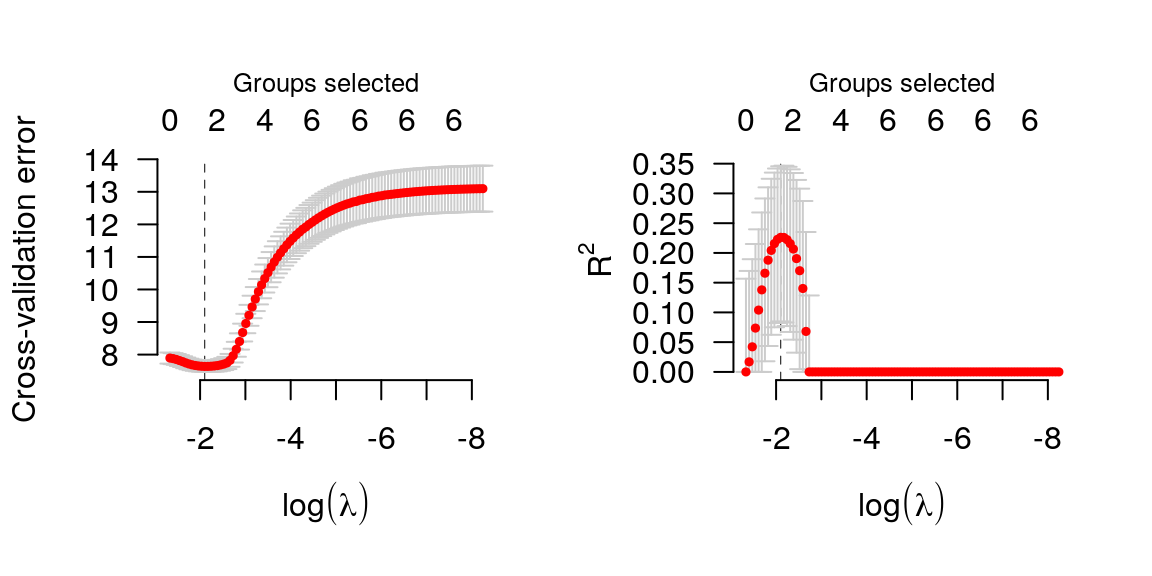 Groups selected
0 2 4 6 6 6 6
Cross-validation error
14
13
12
11
10
9
8
-2 -4 -6 -8
log(λ)
Groups selected
0 2 4 6 6 6 6
R²
0.35
0.30
0.25
0.20
0.15
0.10
0.05
0.00
-2 -4 -6 -8
log(λ)